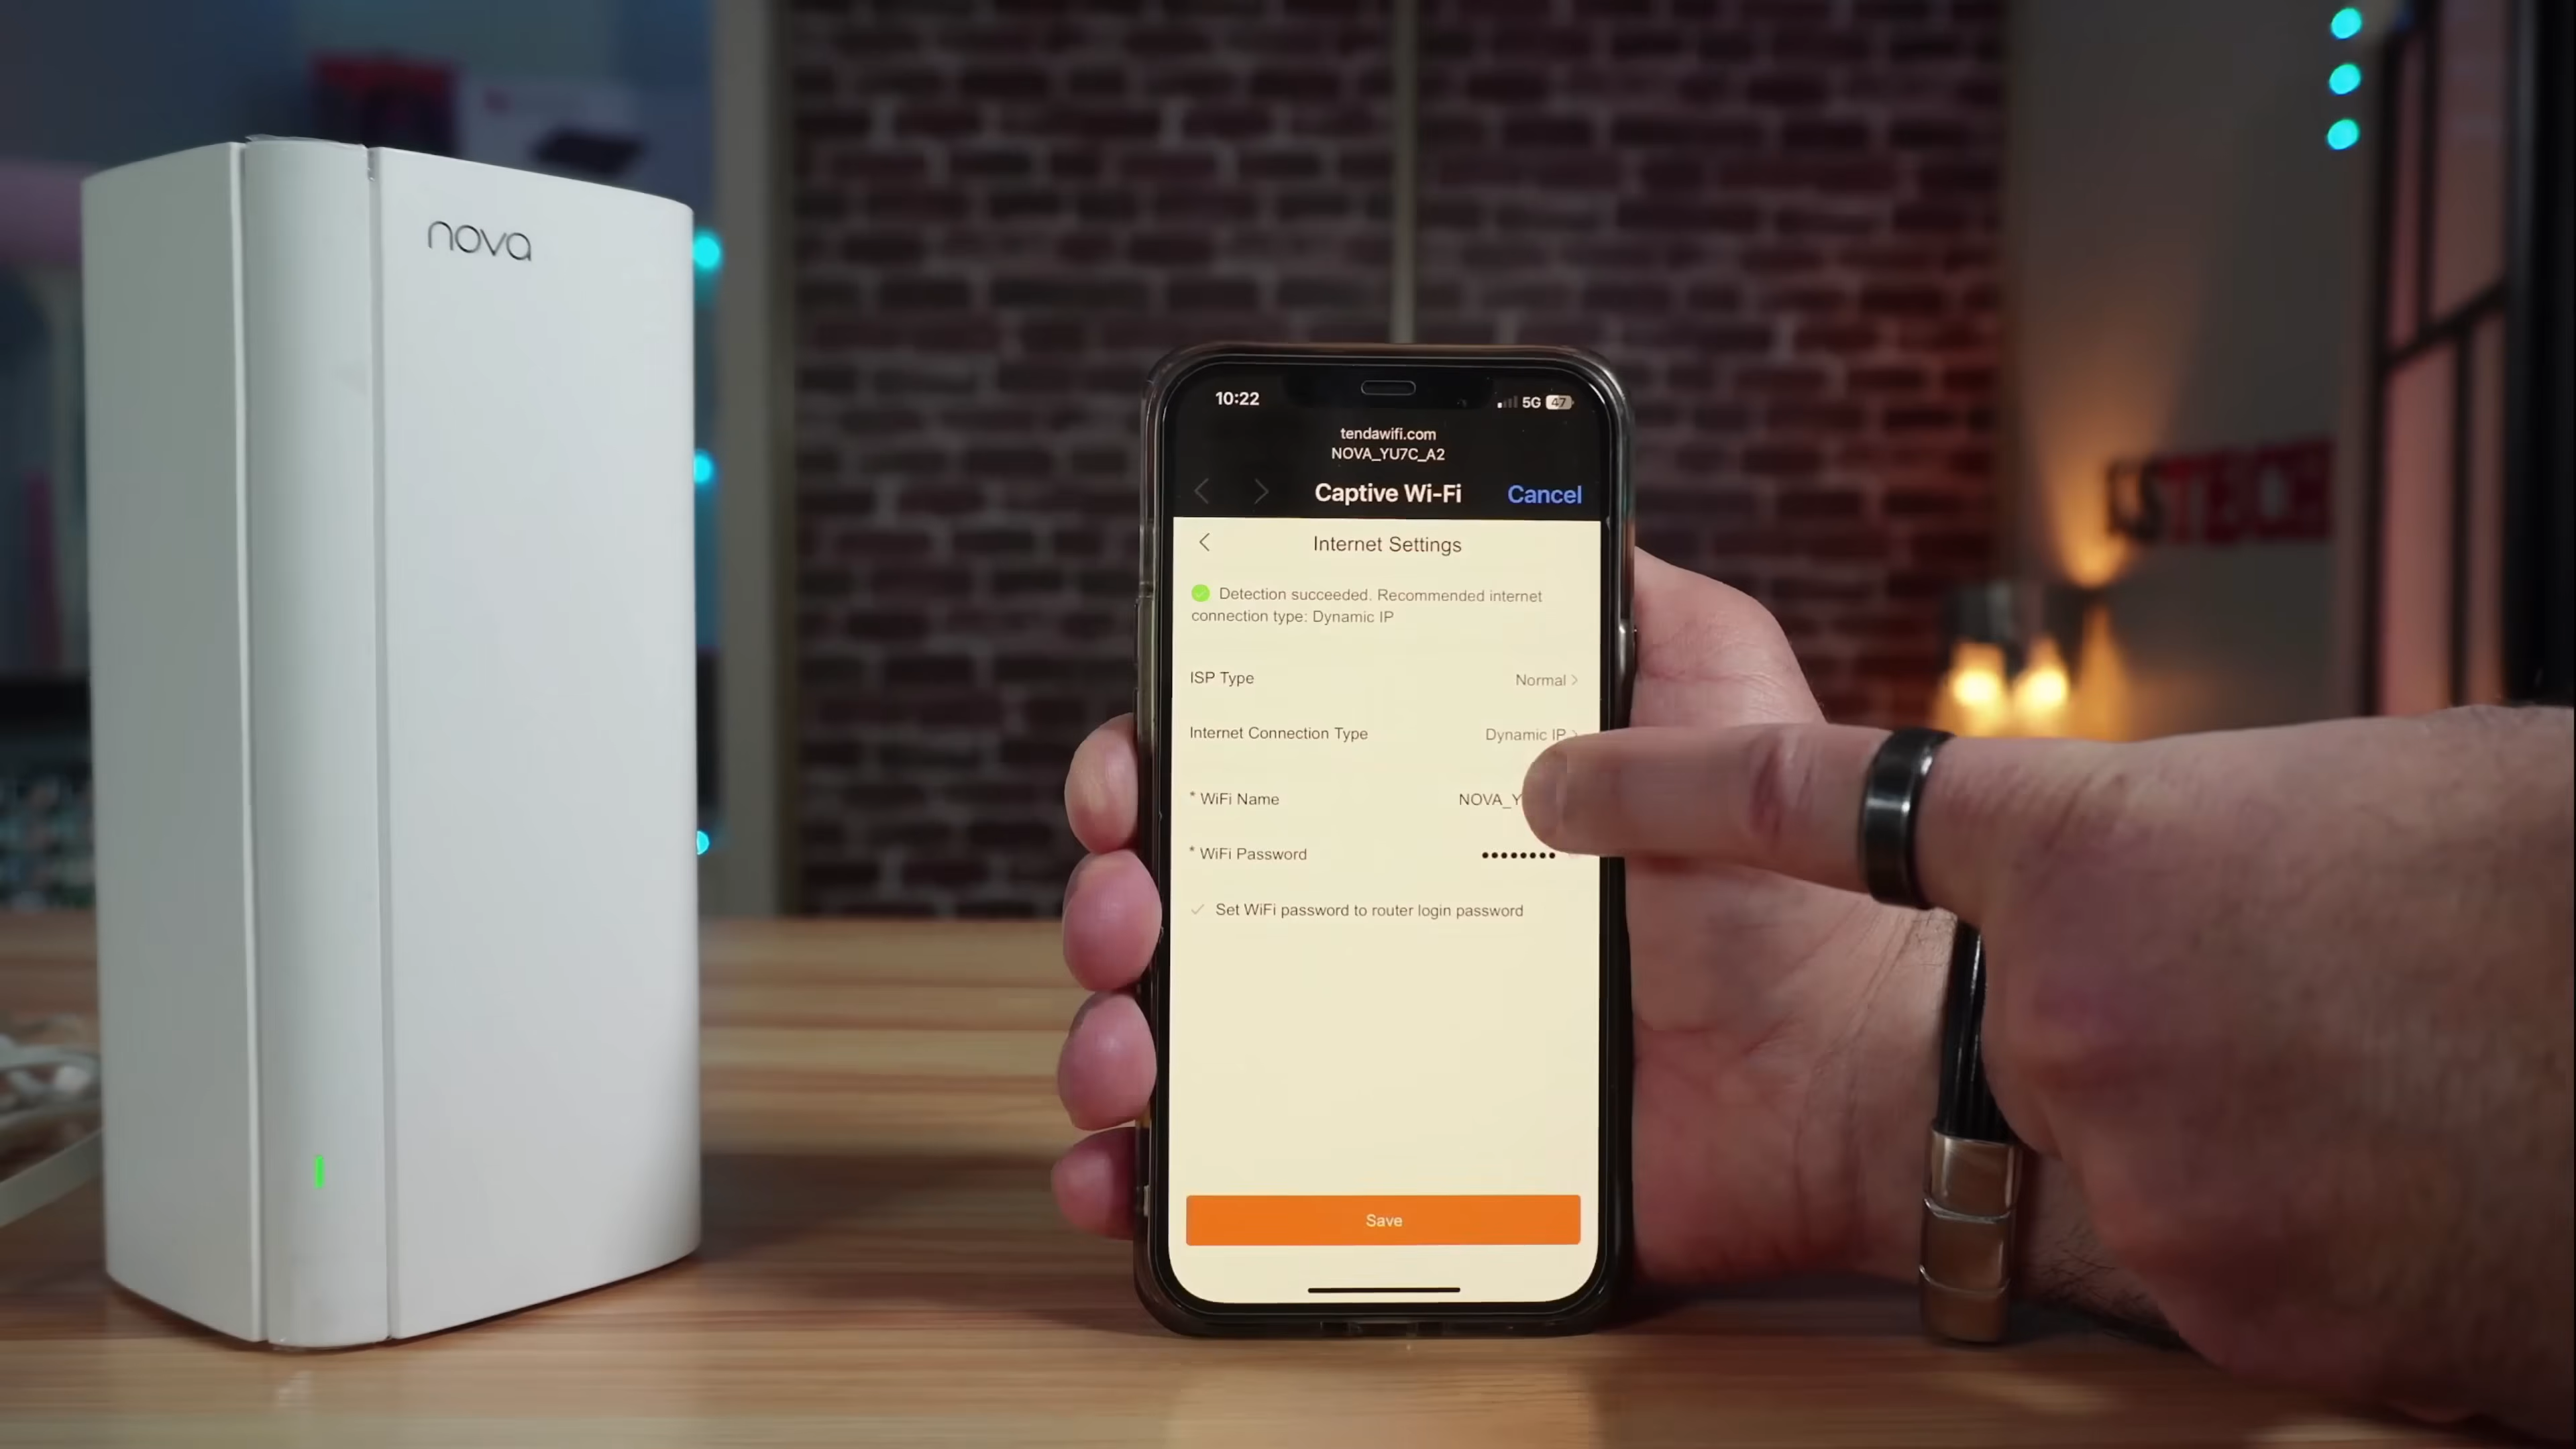 nova
10:22
5G 47
tendawifi.com
NOVA_YU7C_A2
Captive Wi-Fi
Cancel
Internet Settings
Detection succeeded. Recommended internet
connection type: Dynamic IP
ISP Type
Normal
Internet Connection Type
Dynamic IP
* WiFi Name
NOVA_Y
* WiFi Password
••••••••
Set WiFi password to router login password
Save